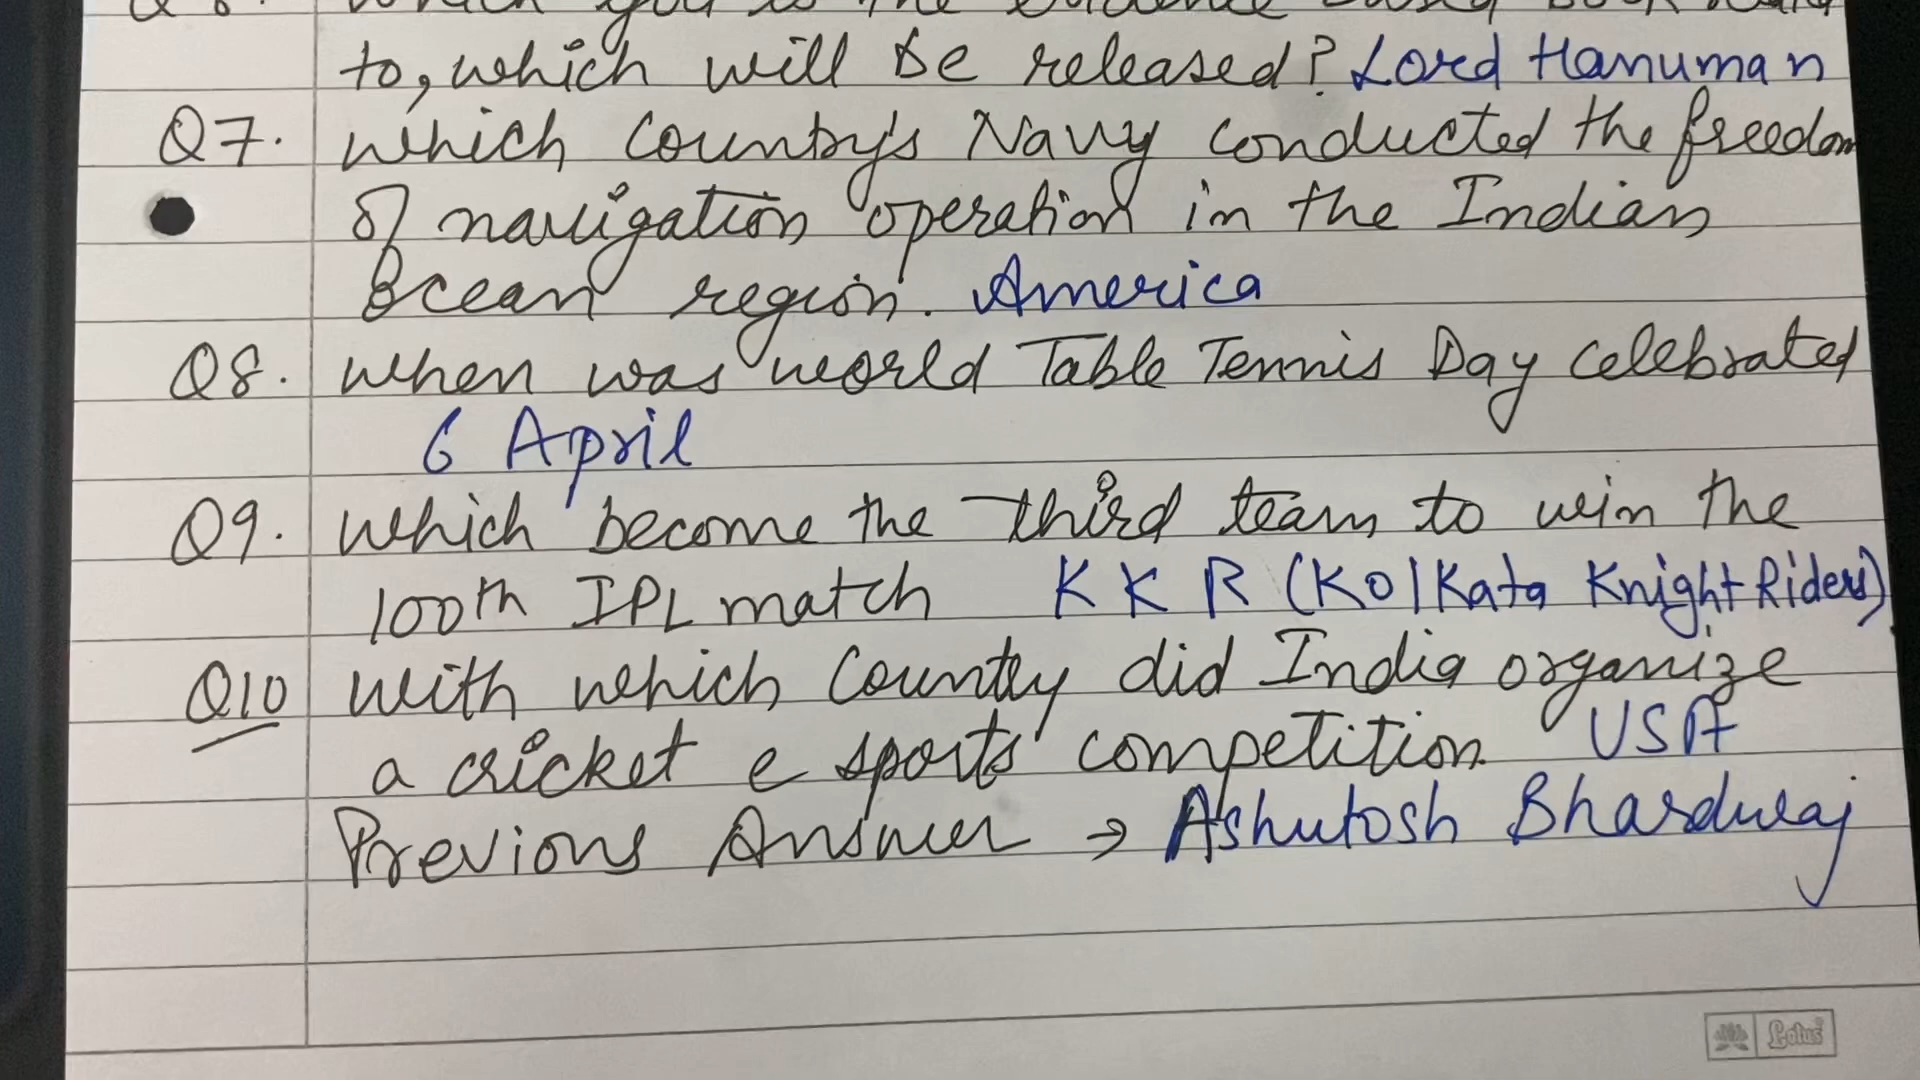 to, which will be released? Lord Hanuman
Q7. which Country's Navy conducted the freedom
of navigation operation in the Indian
Ocean region. America
Q8. when was world Table Tennis Day celebrated
6 April
Q9. which become the third team to win the
100th IPL match KKR (Kolkata Knight Riders)
Q10 with which Country did India organize
a cricket e sports competition. USA
Previous Answer → Ashutosh Bhardwaj
Lotus